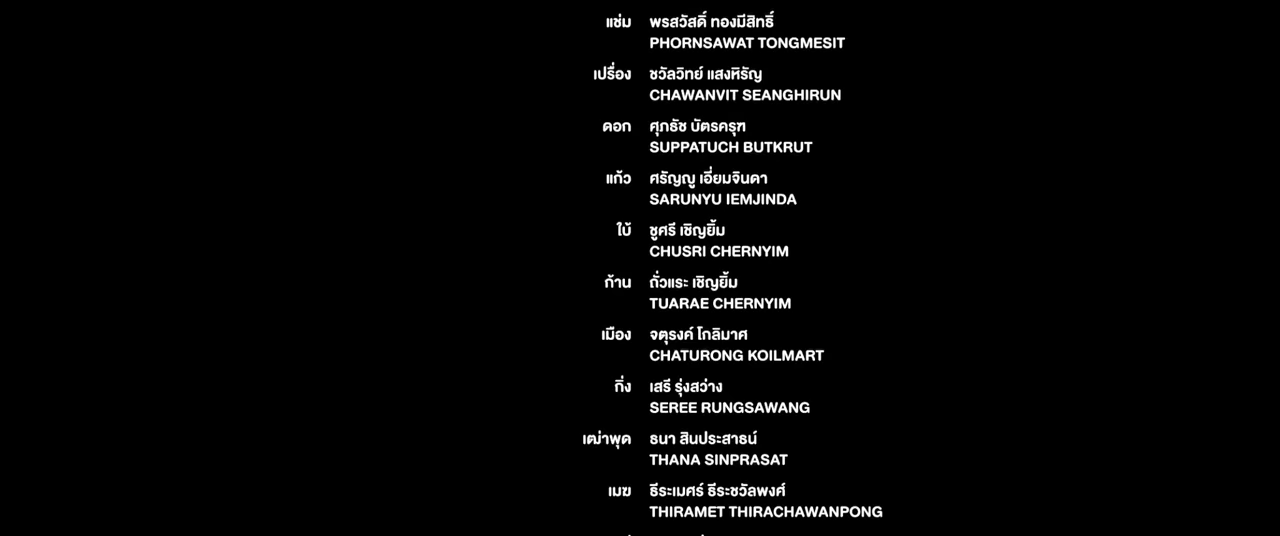 แช่ม พรสวัสดิ์ ทองมีสิทธิ์
PHORNSAWAT TONGMESIT
เปรื่อง ชวัลวิทย์ แสงหิรัญ
CHAWANVIT SEANGHIRUN
ดอก ศุภธัช บัตรครุฑ
SUPPATUCH BUTKRUT
แก้ว ศรัญญู เอี่ยมจินดา
SARUNYU IEMJINDA
ใบ้ ชูศรี เชิญยิ้ม
CHUSRI CHERNYIM
ก้าน ถั่วแระ เชิญยิ้ม
TUARAE CHERNYIM
เมือง จตุรงค์ โกลิมาศ
CHATURONG KOILMART
กิ่ง เสรี รุ่งสว่าง
SEREE RUNGSAWANG
เฒ่าพุด ธนา สินประสาธน์
THANA SINPRASAT
เมฆ ธีระเมศร์ ธีระชวัลพงศ์
THIRAMET THIRACHAWANPONG